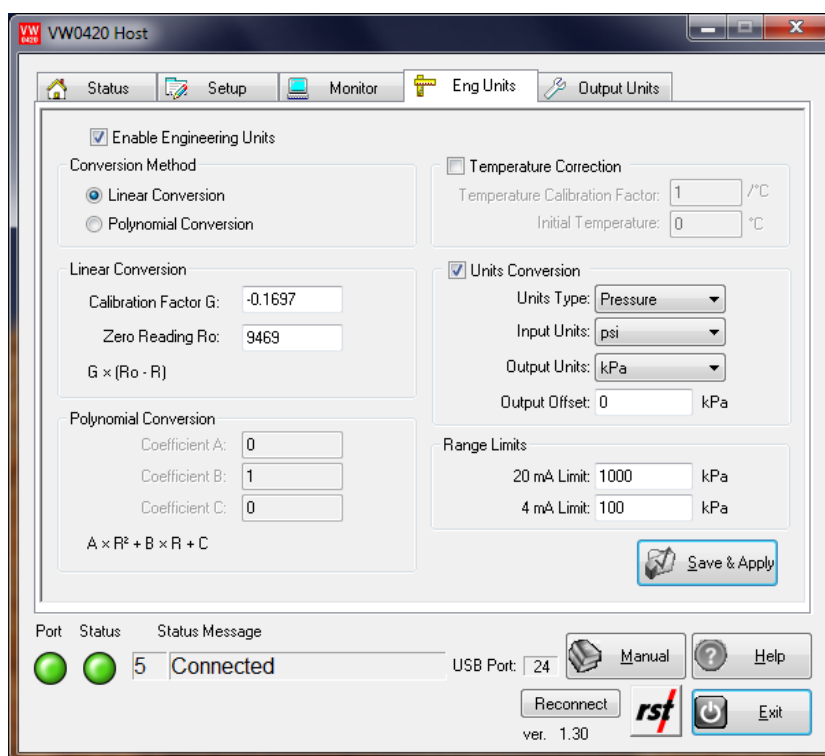 VW0420 Host
Status Setup Monitor Eng Units Output Units
Enable Engineering Units
Conversion Method
Linear Conversion
Polynomial Conversion
Temperature Correction
Temperature Calibration Factor: 1 /°C
Initial Temperature: 0 °C
Linear Conversion
Calibration Factor G: -0.1697
Zero Reading Ro: 9469
G × (Ro - R)
Units Conversion
Units Type: Pressure
Input Units: psi
Output Units: kPa
Output Offset: 0 kPa
Polynomial Conversion
Coefficient A: 0
Coefficient B: 1
Coefficient C: 0
A × R² + B × R + C
Range Limits
20 mA Limit: 1000 kPa
4 mA Limit: 100 kPa
Save & Apply
Port Status Status Message
5 Connected
USB Port: 24
Manual
Help
Reconnect
ver. 1.30
rst
Exit
VW
0420